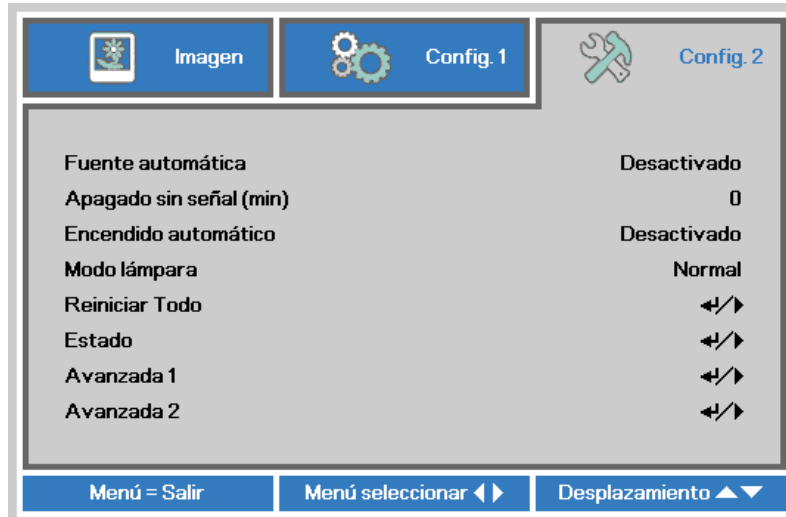 Imagen Config. 1 Config. 2
Fuente automática Desactivado
Apagado sin señal (min) 0
Encendido automático Desactivado
Modo lámpara Normal
Reiniciar Todo ↵/▶
Estado ↵/▶
Avanzada 1 ↵/▶
Avanzada 2 ↵/▶
Menú = Salir Menú seleccionar ◀▶ Desplazamiento ▲▼